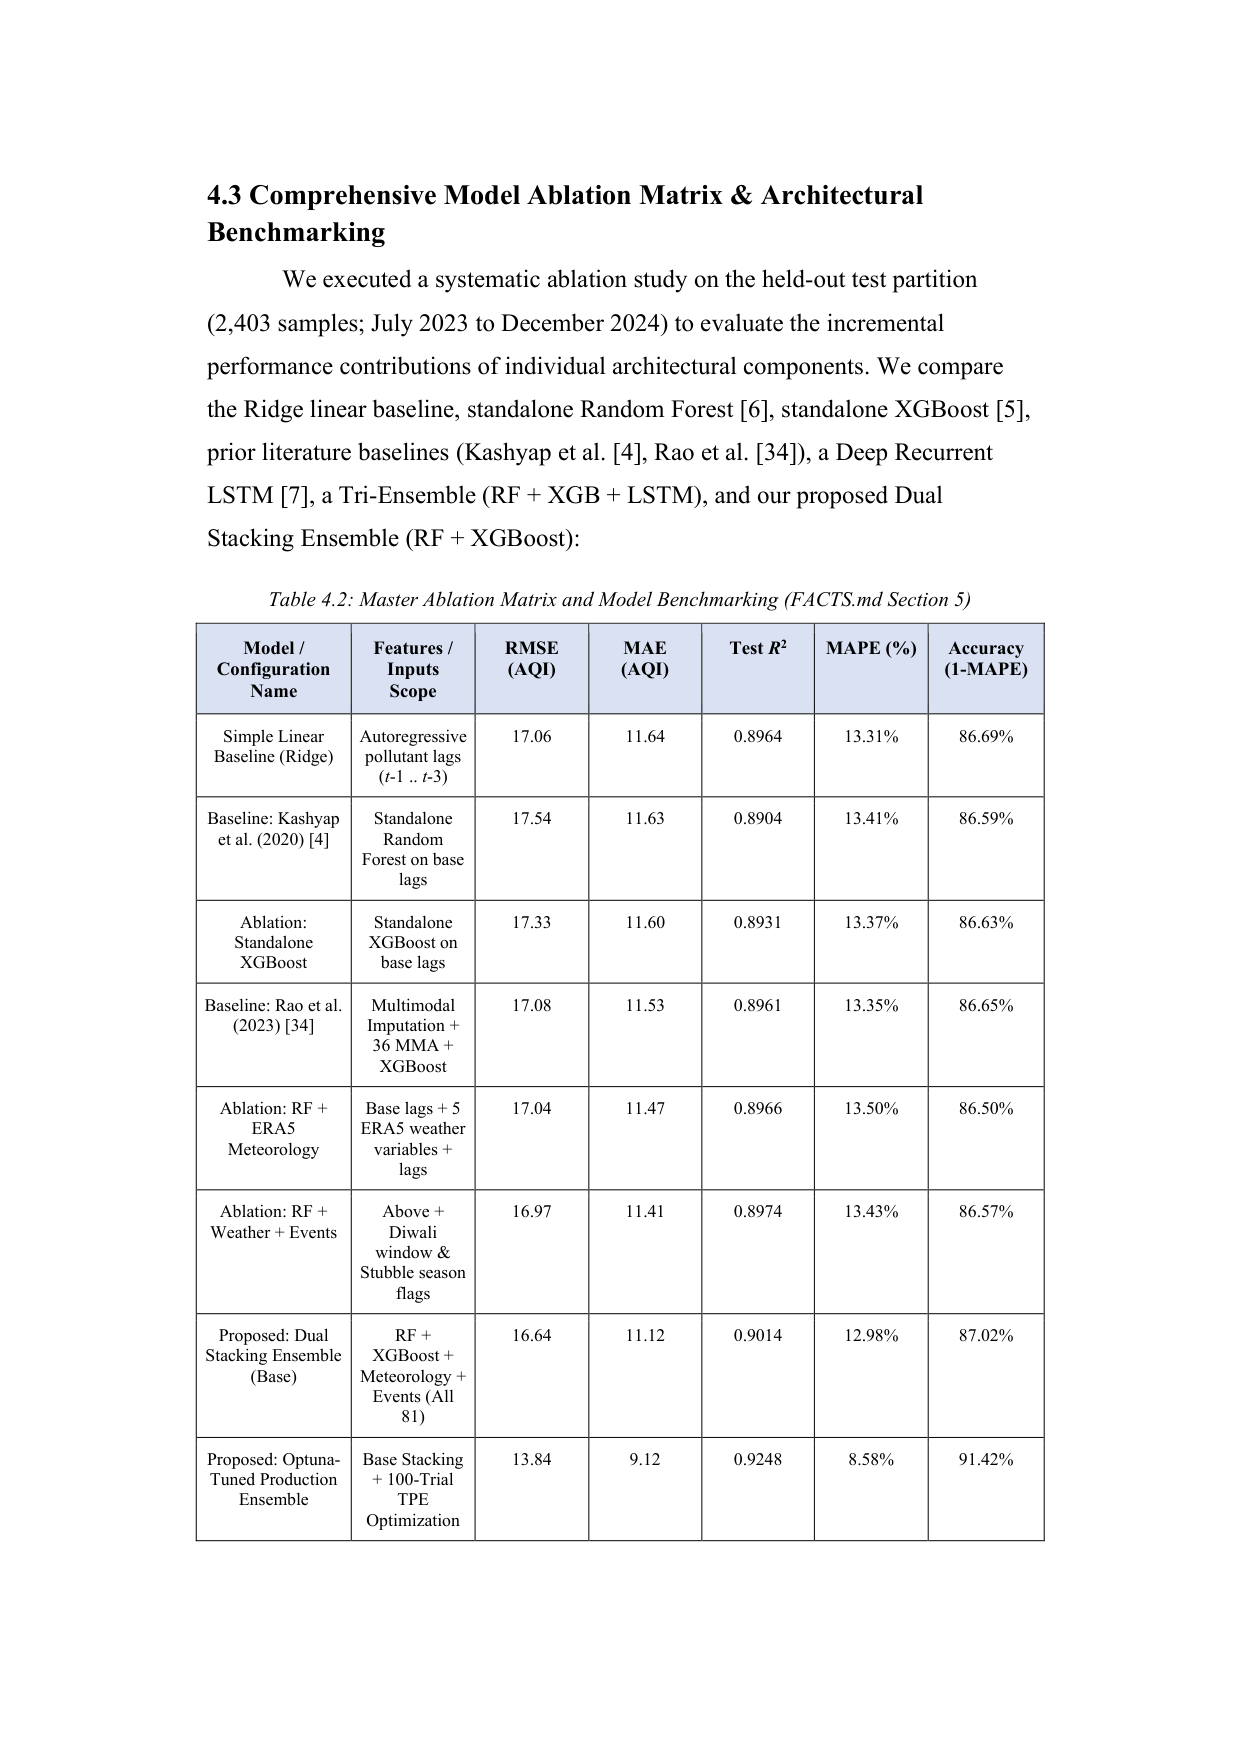 4.3 Comprehensive Model Ablation Matrix & Architectural
Benchmarking
We executed a systematic ablation study on the held-out test partition
(2,403 samples; July 2023 to December 2024) to evaluate the incremental
performance contributions of individual architectural components. We compare
the Ridge linear baseline, standalone Random Forest [6], standalone XGBoost [5],
prior literature baselines (Kashyap et al. [4], Rao et al. [34]), a Deep Recurrent
LSTM [7], a Tri-Ensemble (RF + XGB + LSTM), and our proposed Dual
Stacking Ensemble (RF + XGBoost):
Table 4.2: Master Ablation Matrix and Model Benchmarking (FACTS.md Section 5)
Model /
Configuration
Name
Features /
Inputs
Scope
RMSE
(AQI)
MAE
(AQI)
Test R²
MAPE (%)
Accuracy
(1-MAPE)
Simple Linear
Baseline (Ridge)
Autoregressive
pollutant lags
(t-1 .. t-3)
17.06
11.64
0.8964
13.31%
86.69%
Baseline: Kashyap
et al. (2020) [4]
Standalone
Random
Forest on base
lags
17.54
11.63
0.8904
13.41%
86.59%
Ablation:
Standalone
XGBoost
Standalone
XGBoost on
base lags
17.33
11.60
0.8931
13.37%
86.63%
Baseline: Rao et al.
(2023) [34]
Multimodal
Imputation +
36 MMA +
XGBoost
17.08
11.53
0.8961
13.35%
86.65%
Ablation: RF +
ERA5
Meteorology
Base lags + 5
ERA5 weather
variables +
lags
17.04
11.47
0.8966
13.50%
86.50%
Ablation: RF +
Weather + Events
Above +
Diwali
window &
Stubble season
flags
16.97
11.41
0.8974
13.43%
86.57%
Proposed: Dual
Stacking Ensemble
(Base)
RF +
XGBoost +
Meteorology +
Events (All
81)
16.64
11.12
0.9014
12.98%
87.02%
Proposed: Optuna-
Tuned Production
Ensemble
Base Stacking
+ 100-Trial
TPE
Optimization
13.84
9.12
0.9248
8.58%
91.42%